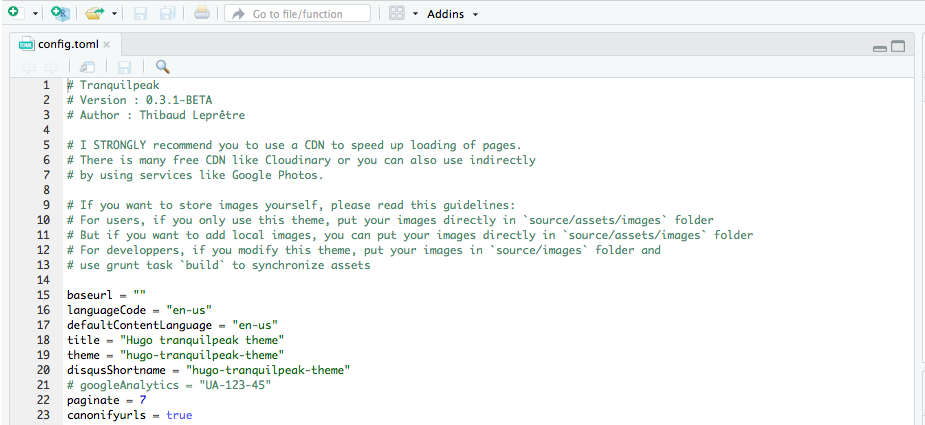 Go to file/function
Addins
config.toml
1 # Tranquilpeak
2 # Version : 0.3.1-BETA
3 # Author : Thibaud Leprêtre
4
5 # I STRONGLY recommend you to use a CDN to speed up loading of pages.
6 # There is many free CDN like Cloudinary or you can also use indirectly
7 # by using services like Google Photos.
8
9 # If you want to store images yourself, please read this guidelines:
10 # For users, if you only use this theme, put your images directly in `source/assets/images` folder
11 # But if you want to add local images, you can put your images directly in `source/assets/images` folder
12 # For developpers, if you modify this theme, put your images in `source/images` folder and
13 # use grunt task `build` to synchronize assets
14
15 baseurl = ""
16 languageCode = "en-us"
17 defaultContentLanguage = "en-us"
18 title = "Hugo tranquilpeak theme"
19 theme = "hugo-tranquilpeak-theme"
20 disqusShortname = "hugo-tranquilpeak-theme"
21 # googleAnalytics = "UA-123-45"
22 paginate = 7
23 canonifyurls = true